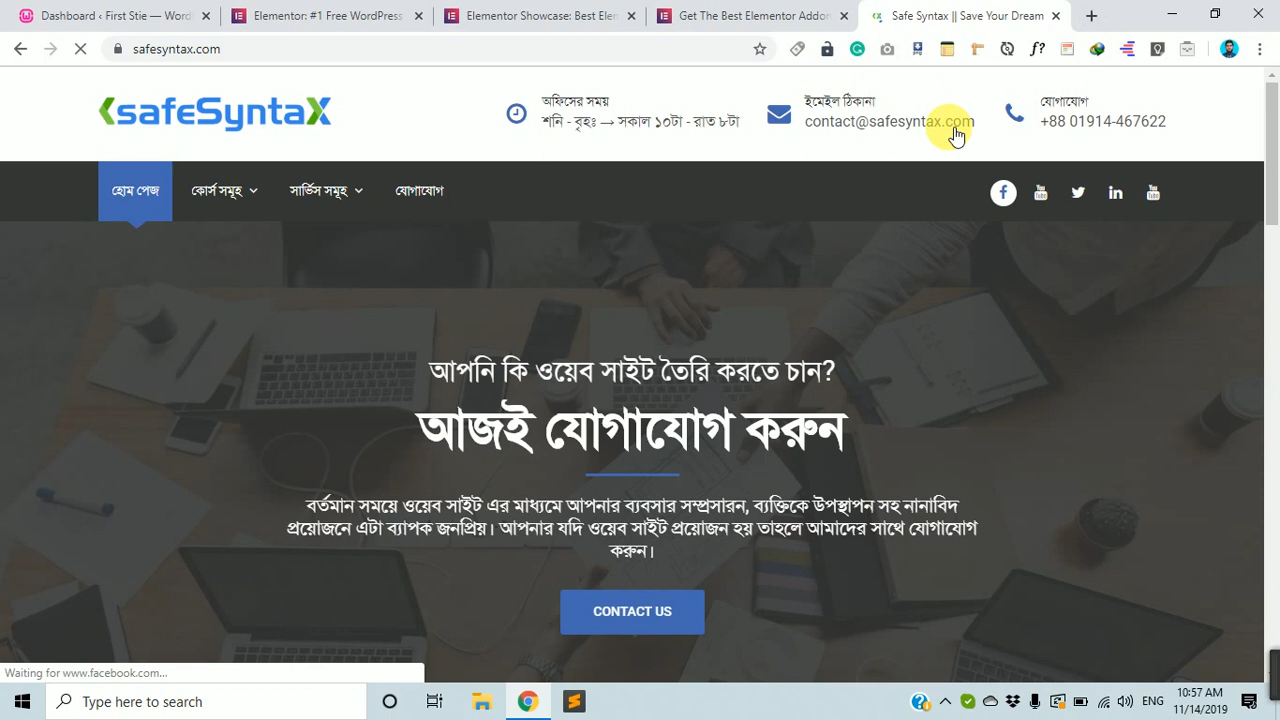 Dashboard ‹ First Stie — Wor
Elementor: #1 Free WordPres
Elementor Showcase: Best Ele
Get The Best Elementor Addo
Safe Syntax || Save Your Dream
safesyntax.com
safeSyntaX
অফিসের সময়
শনি - বৃহঃ → সকাল ১০টা - রাত ৮টা
ইমেইল ঠিকানা
contact@safesyntax.com
যোগাযোগ
+88 01914-467622
হোম পেজ
কোর্স সমূহ
সার্ভিস সমূহ
যোগাযোগ
আপনি কি ওয়েব সাইট তৈরি করতে চান?
আজই যোগাযোগ করুন
বর্তমান সময়ে ওয়েব সাইট এর মাধ্যমে আপনার ব্যবসার সম্প্রসারন, ব্যক্তিকে উপস্থাপন সহ নানাবিদ
প্রয়োজনে এটা ব্যাপক জনপ্রিয়। আপনার যদি ওয়েব সাইট প্রয়োজন হয় তাহলে আমাদের সাথে যোগাযোগ
করুন।
CONTACT US
Waiting for www.facebook.com...
Type here to search
ENG
10:57 AM
11/14/2019